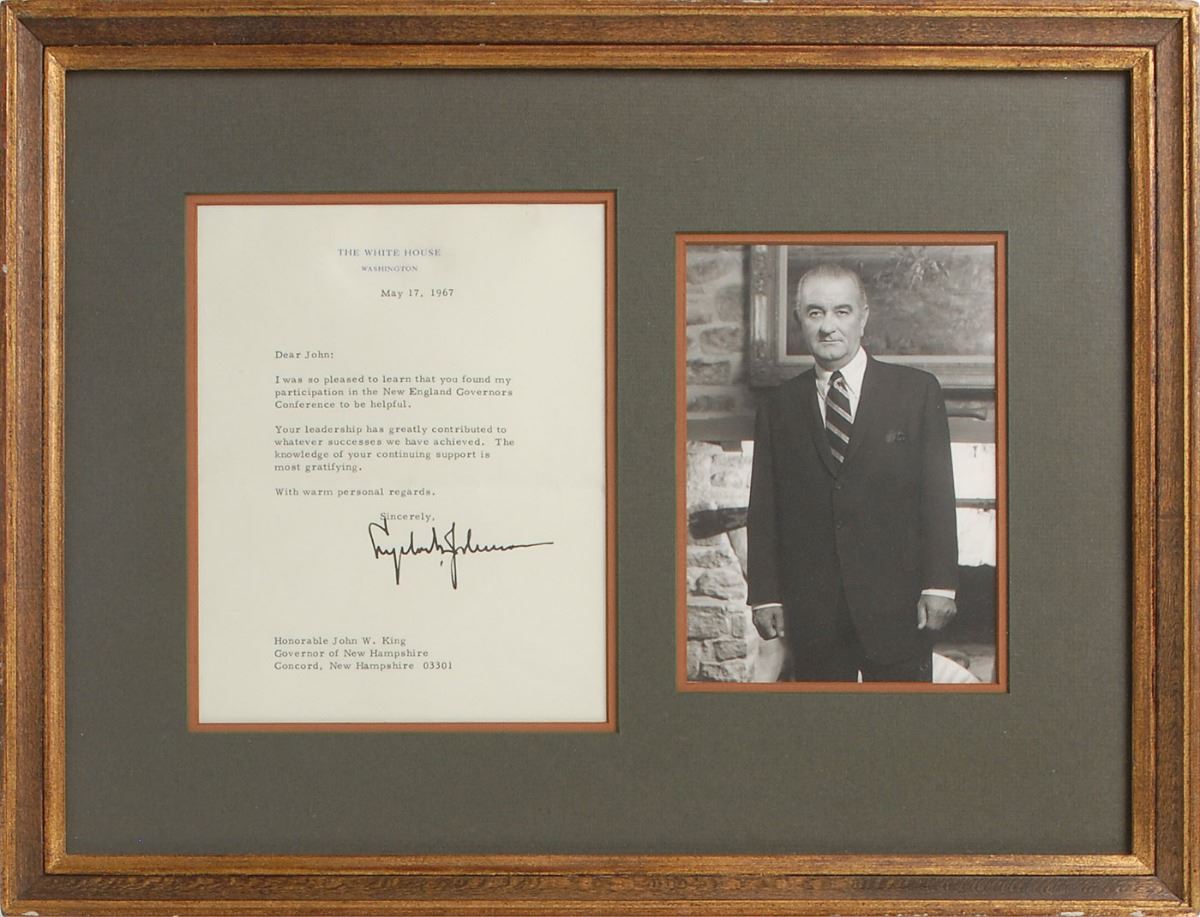 THE WHITE HOUSE
WASHINGTON
May 17, 1967
Dear John:
I was so pleased to learn that you found my
participation in the New England Governors
Conference to be helpful.
Your leadership has greatly contributed to
whatever successes we have achieved. The
knowledge of your continuing support is
most gratifying.
With warm personal regards.
Sincerely,
Lyndon B. Johnson
Honorable John W. King
Governor of New Hampshire
Concord, New Hampshire 03301